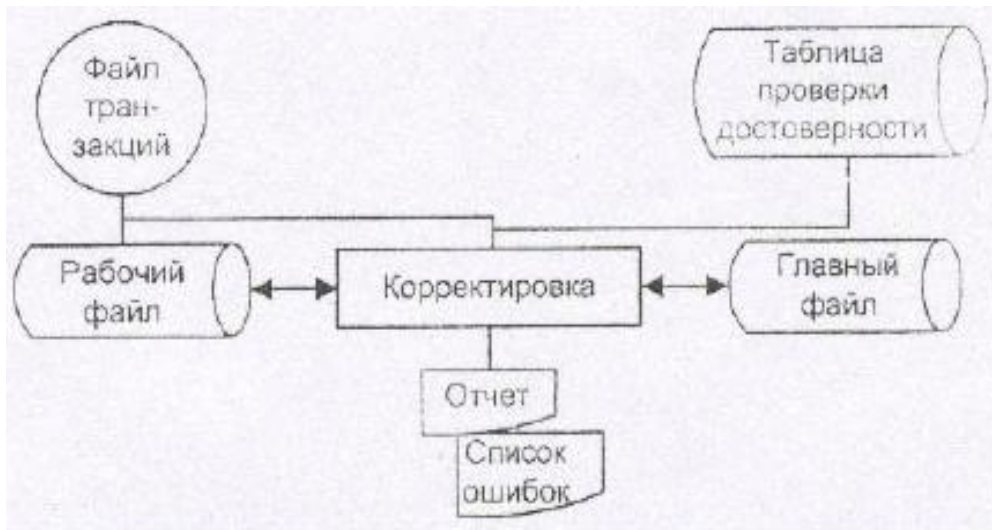 Файл
тран-
закций
Таблица
проверки
достоверности
Рабочий
файл
Корректировка
Главный
файл
Отчет
Список
ошибок